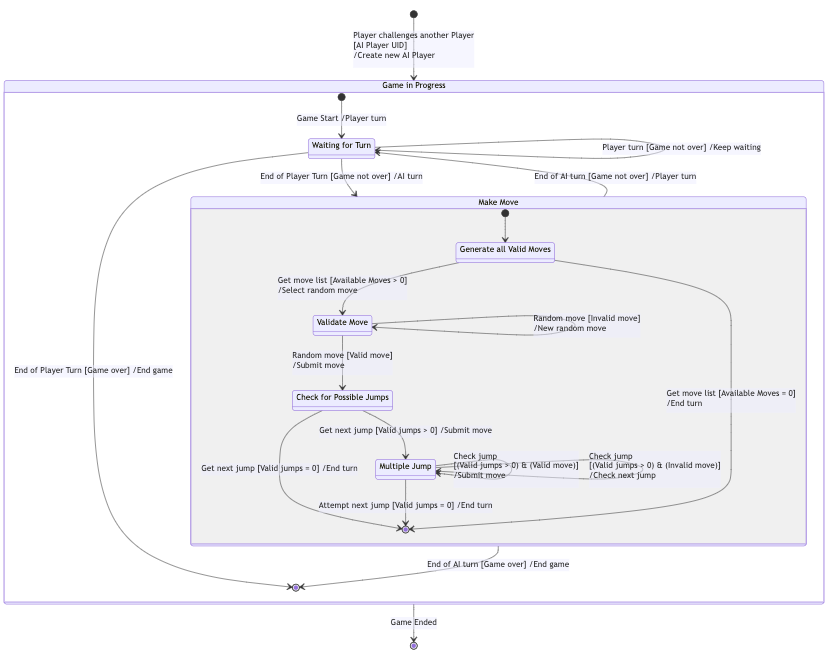 Player challenges another Player
[AI Player UID]
/Create new AI Player
Game in Progress
Game Start /Player turn
Waiting for Turn
Player turn [Game not over] /Keep waiting
End of Player Turn [Game not over] /AI turn
End of AI turn [Game not over] /Player turn
Make Move
Generate all Valid Moves
Get move list [Available Moves > 0]
/Select random move
Validate Move
Random move [Invalid move]
/New random move
Random move [Valid move]
/Submit move
End of Player Turn [Game over] /End game
Get move list [Available Moves = 0]
/End turn
Check for Possible Jumps
Get next jump [Valid jumps > 0] /Submit move
Get next jump [Valid jumps = 0] /End turn
Multiple Jump
Check jump
[(Valid jumps > 0) & (Valid move)]
/Submit move
Check jump
[(Valid jumps > 0) & (Invalid move)]
/Check next jump
Attempt next jump [Valid jumps = 0] /End turn
End of AI turn [Game over] /End game
Game Ended